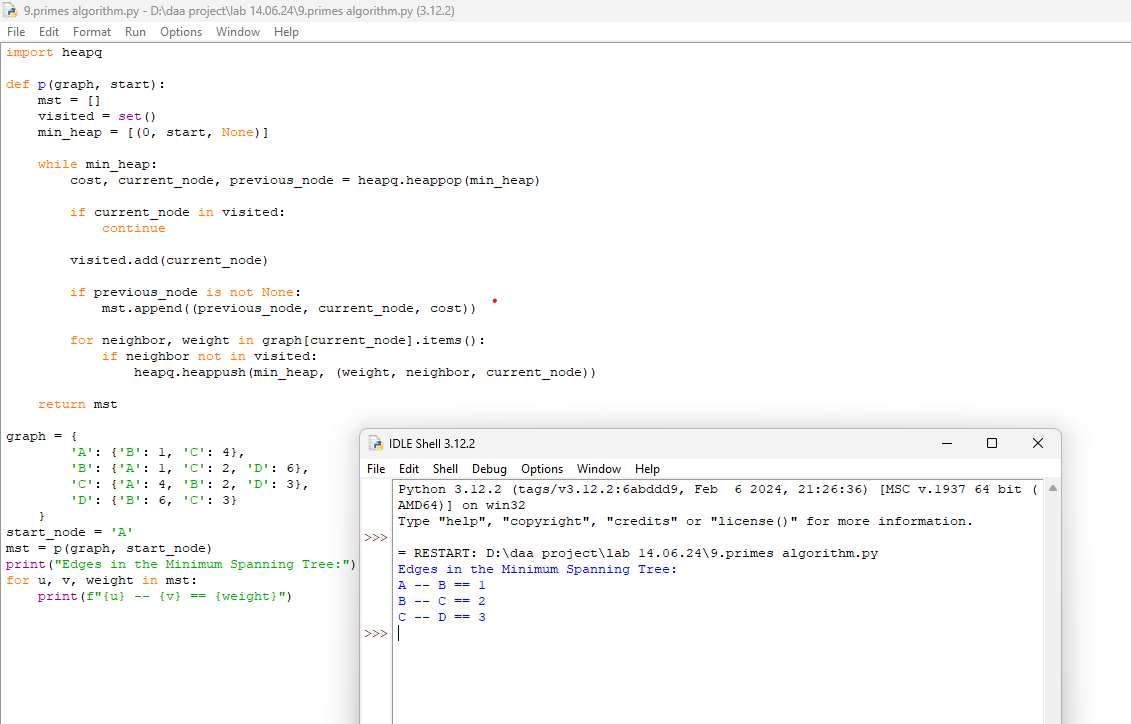 9.primes algorithm.py - D:\daa project\lab 14.06.24\9.primes algorithm.py (3.12.2)
File Edit Format Run Options Window Help
import heapq
def p(graph, start):
    mst = []
    visited = set()
    min_heap = [(0, start, None)]
    while min_heap:
        cost, current_node, previous_node = heapq.heappop(min_heap)
        if current_node in visited:
            continue
        visited.add(current_node)
        if previous_node is not None:
            mst.append((previous_node, current_node, cost))
        for neighbor, weight in graph[current_node].items():
            if neighbor not in visited:
                heapq.heappush(min_heap, (weight, neighbor, current_node))
    return mst
graph = {
        'A': {'B': 1, 'C': 4},
        'B': {'A': 1, 'C': 2, 'D': 6},
        'C': {'A': 4, 'B': 2, 'D': 3},
        'D': {'B': 6, 'C': 3}
    }
start_node = 'A'
mst = p(graph, start_node)
print("Edges in the Minimum Spanning Tree:")
for u, v, weight in mst:
    print(f"{u} -- {v} == {weight}")
IDLE Shell 3.12.2
File Edit Shell Debug Options Window Help
Python 3.12.2 (tags/v3.12.2:6abddd9, Feb  6 2024, 21:26:36) [MSC v.1937 64 bit (
AMD64)] on win32
Type "help", "copyright", "credits" or "license()" for more information.
>>>
= RESTART: D:\daa project\lab 14.06.24\9.primes algorithm.py
Edges in the Minimum Spanning Tree:
A -- B == 1
B -- C == 2
C -- D == 3
>>>